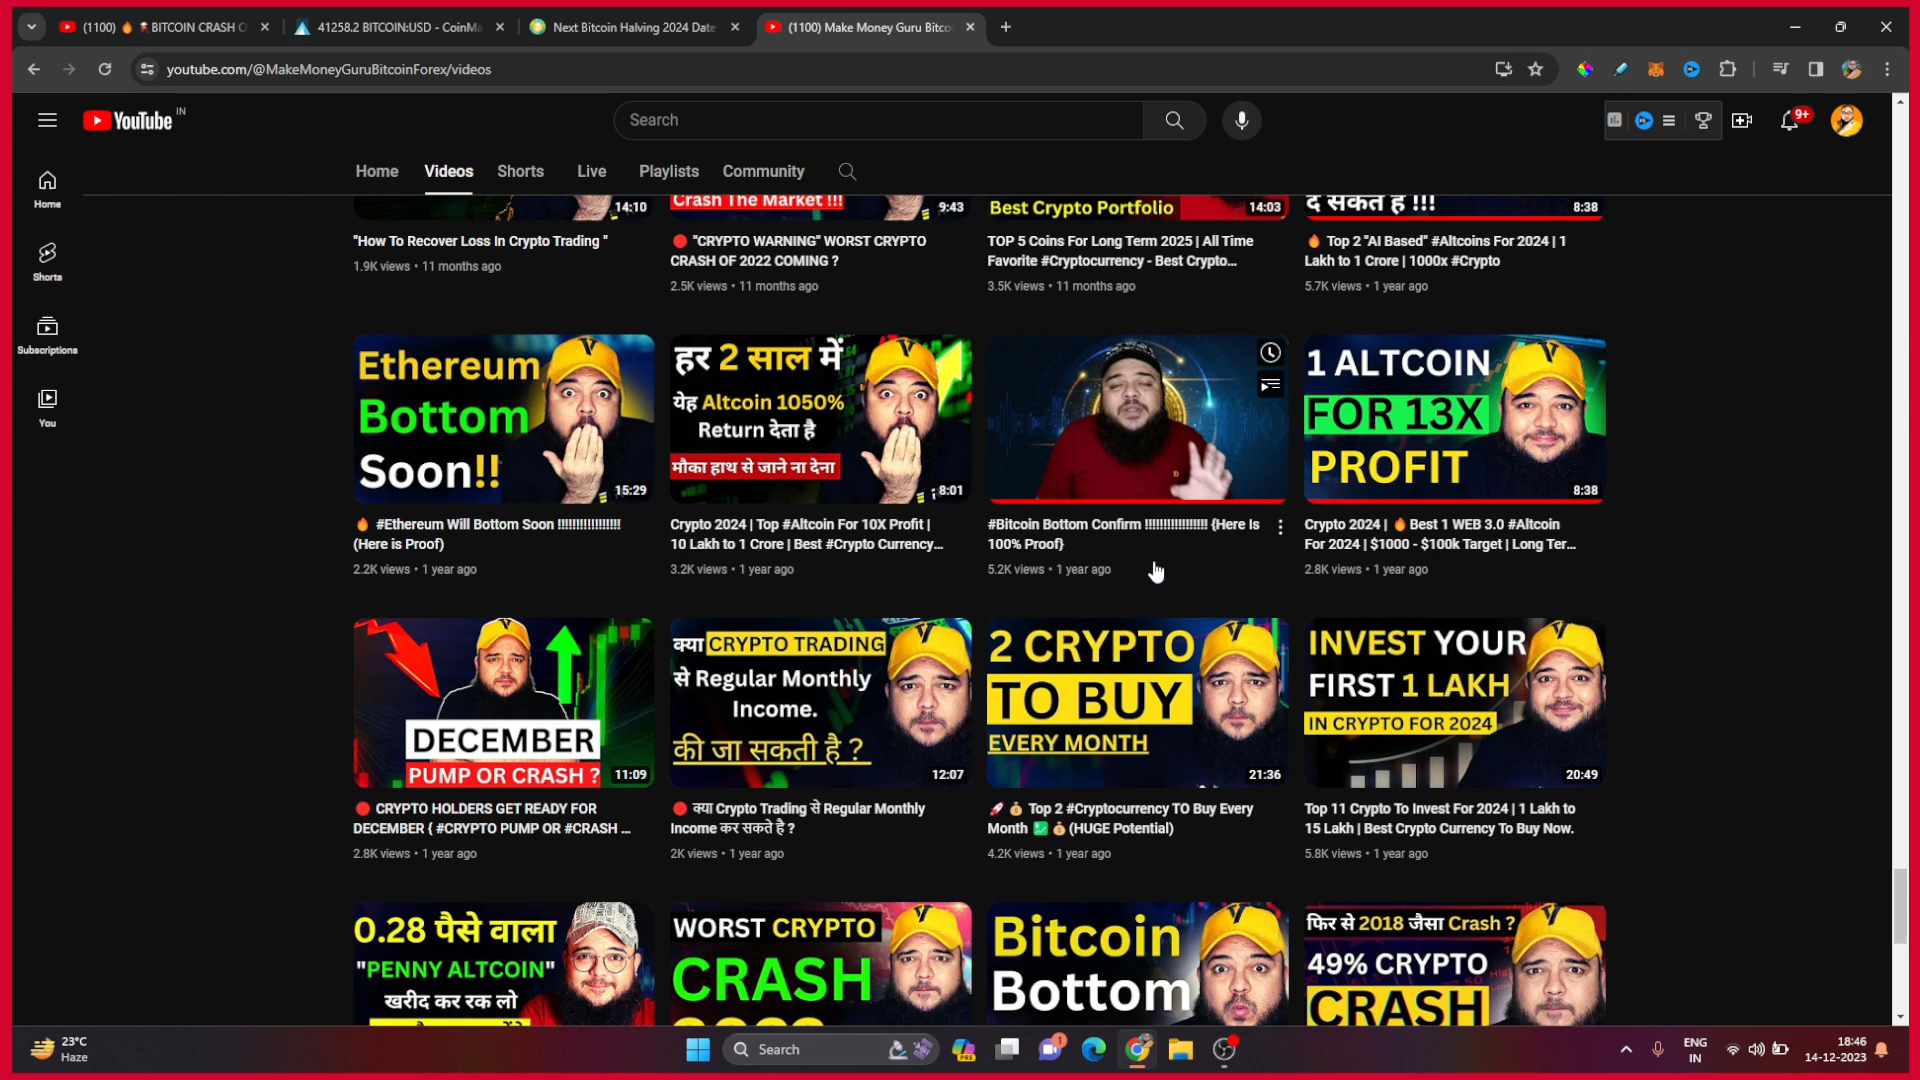 (1100) 🔥 BITCOIN CRASH O
41258.2 BITCOIN:USD - CoinMa
Next Bitcoin Halving 2024 Date
(1100) Make Money Guru Bitco
youtube.com/@MakeMoneyGuruBitcoinForex/videos
YouTube IN
Search
9+
Home
Videos
Shorts
Live
Playlists
Community
Home
Shorts
Subscriptions
You
14:10
Crash The Market !!!
9:43
Best Crypto Portfolio
14:03
दे सकते है !!!
8:38
"How To Recover Loss In Crypto Trading "
1.9K views • 11 months ago
🔴 "CRYPTO WARNING" WORST CRYPTO
CRASH OF 2022 COMING ?
2.5K views • 11 months ago
TOP 5 Coins For Long Term 2025 | All Time
Favorite #Cryptocurrency - Best Crypto...
3.5K views • 11 months ago
🔥 Top 2 "AI Based" #Altcoins For 2024 | 1
Lakh to 1 Crore | 1000x #Crypto
5.7K views • 1 year ago
Ethereum
Bottom
Soon!!
15:29
हर 2 साल में
येह Altcoin 1050%
Return देता है
मौका हाथ से जाने ना देना
8:01
1 ALTCOIN
FOR 13X
PROFIT
8:38
🔥 #Ethereum Will Bottom Soon !!!!!!!!!!!!!!!!!
(Here is Proof)
2.2K views • 1 year ago
Crypto 2024 | Top #Altcoin For 10X Profit |
10 Lakh to 1 Crore | Best #Crypto Currency...
3.2K views • 1 year ago
#Bitcoin Bottom Confirm !!!!!!!!!!!!!!!!! {Here Is
100% Proof}
5.2K views • 1 year ago
Crypto 2024 | 🔥Best 1 WEB 3.0 #Altcoin
For 2024 | $1000 - $100k Target | Long Ter...
2.8K views • 1 year ago
DECEMBER
PUMP OR CRASH ?
11:09
क्या CRYPTO TRADING
से Regular Monthly
Income.
की जा सकती है ?
12:07
2 CRYPTO
TO BUY
EVERY MONTH
21:36
INVEST YOUR
FIRST 1 LAKH
IN CRYPTO FOR 2024
20:49
🔴 CRYPTO HOLDERS GET READY FOR
DECEMBER { #CRYPTO PUMP OR #CRASH ...
2.8K views • 1 year ago
🔴 क्या Crypto Trading से Regular Monthly
Income कर सकते है ?
2K views • 1 year ago
🚀 💰 Top 2 #Cryptocurrency TO Buy Every
Month 💹 💰(HUGE Potential)
4.2K views • 1 year ago
Top 11 Crypto To Invest For 2024 | 1 Lakh to
15 Lakh | Best Crypto Currency To Buy Now.
5.8K views • 1 year ago
0.28 पैसे वाला
"PENNY ALTCOIN"
खरीद कर रक लो
WORST CRYPTO
CRASH
Bitcoin
Bottom
फिर से 2018 जैसा Crash ?
49% CRYPTO
CRASH
23°C
Haze
Search
PRE
1
ENG
IN
18:46
14-12-2023